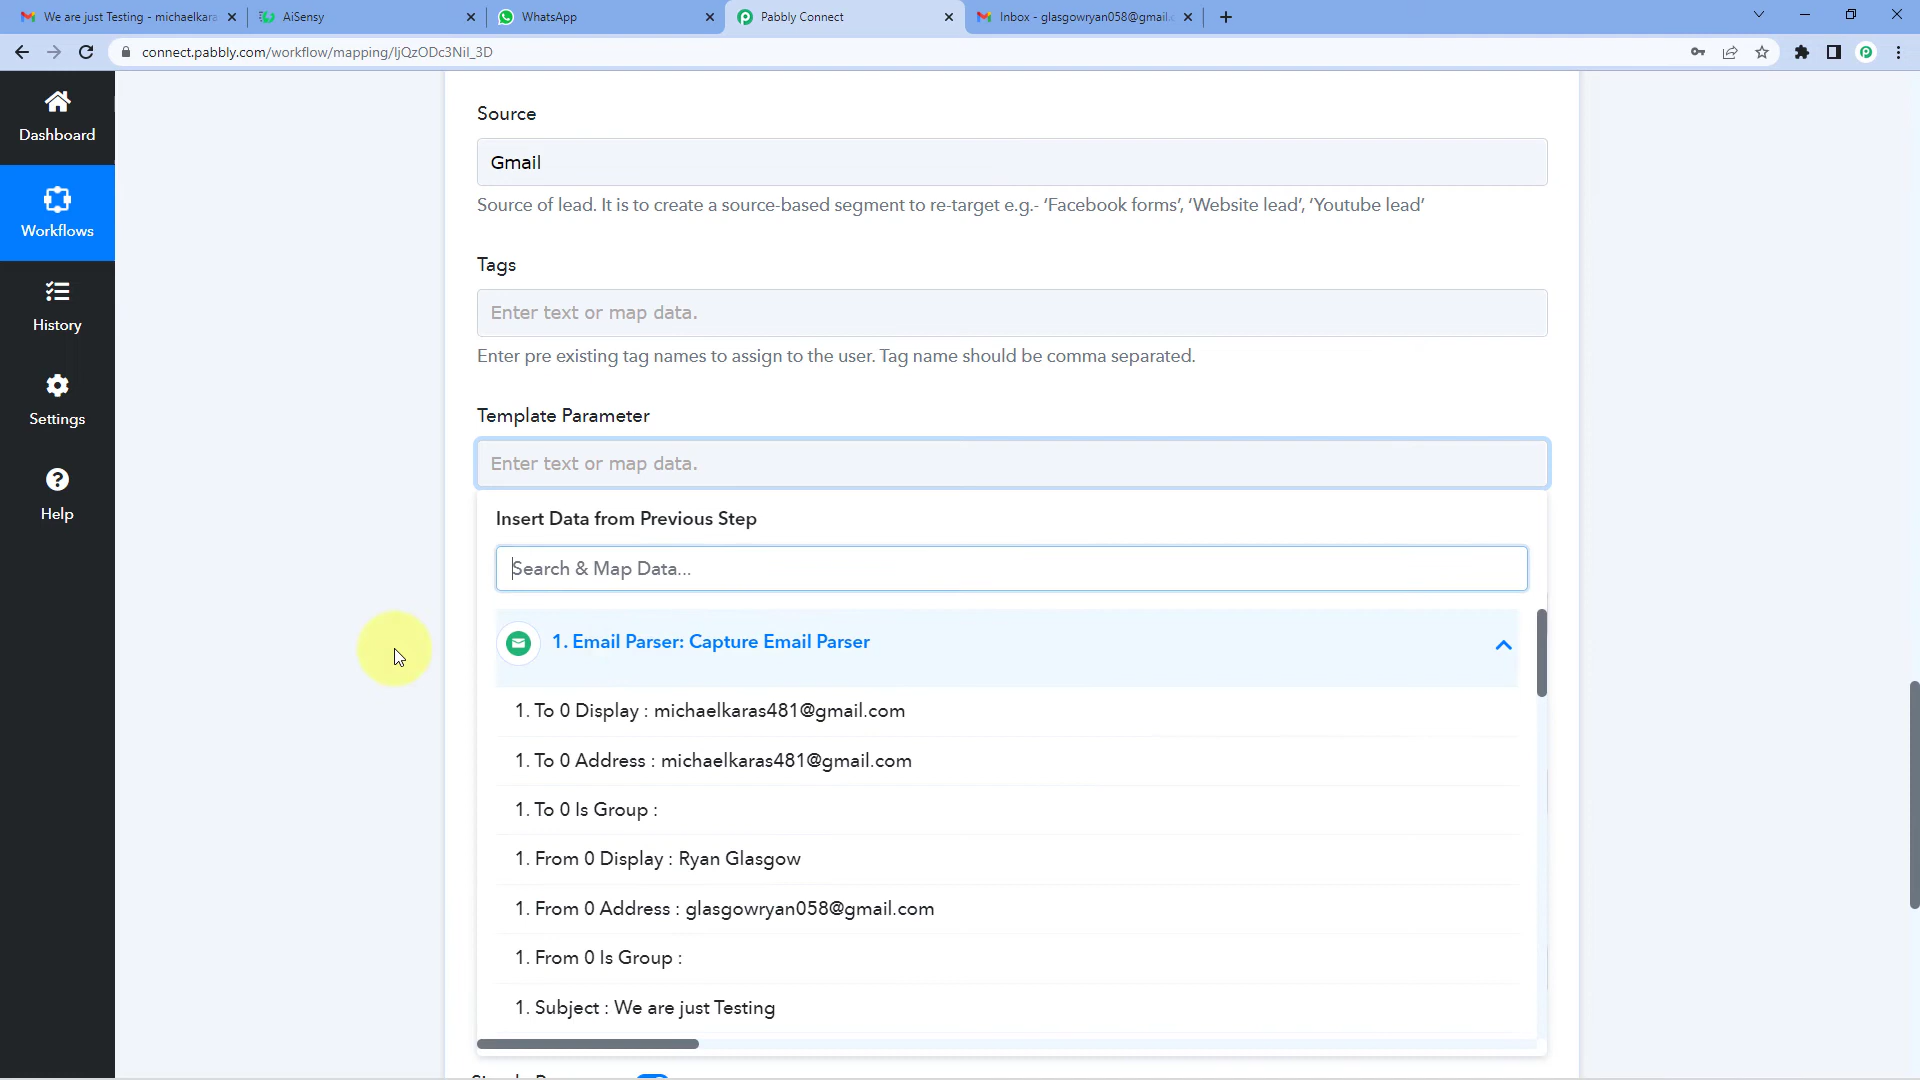 We are just Testing - michaelkara
AiSensy
WhatsApp
Pabbly Connect
Inbox - glasgowryan058@gmail.
connect.pabbly.com/workflow/mapping/IjQzODc3NiI_3D
Dashboard
Workflows
History
Settings
Help
Source
Gmail
Source of lead. It is to create a source-based segment to re-target e.g.- ‘Facebook forms’, ‘Website lead’, ‘Youtube lead’
Tags
Enter text or map data.
Enter pre existing tag names to assign to the user. Tag name should be comma separated.
Template Parameter
Enter text or map data.
Insert Data from Previous Step
Search & Map Data...
1. Email Parser: Capture Email Parser
1. To 0 Display : michaelkaras481@gmail.com
1. To 0 Address : michaelkaras481@gmail.com
1. To 0 Is Group :
1. From 0 Display : Ryan Glasgow
1. From 0 Address : glasgowryan058@gmail.com
1. From 0 Is Group :
1. Subject : We are just Testing